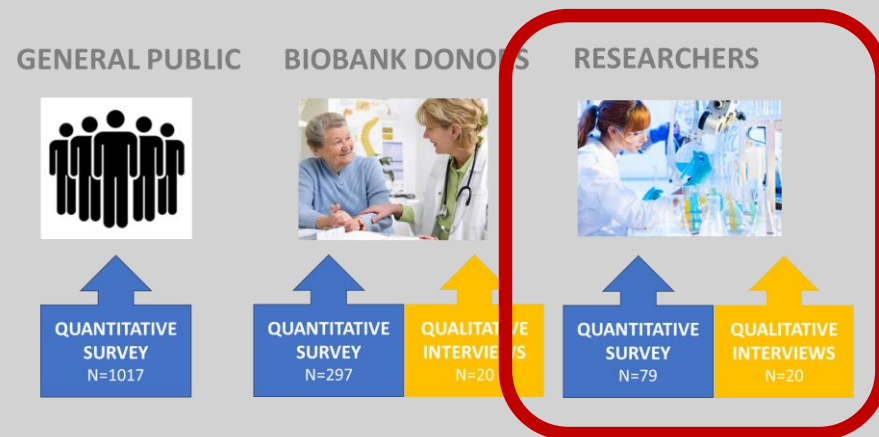 GENERAL PUBLIC
BIOBANK DONORS
RESEARCHERS
QUANTITATIVE
SURVEY
N=1017
QUANTITATIVE
SURVEY
N=297
QUALITATIVE
INTERVIEWS
N=20
QUANTITATIVE
SURVEY
N=79
QUALITATIVE
INTERVIEWS
N=20